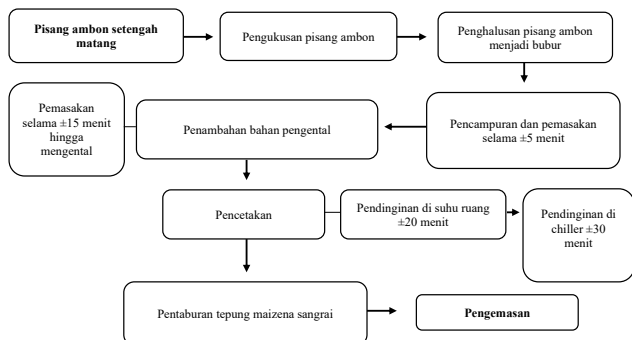 Pisang ambon setengah
matang
Pengukusan pisang ambon
Penghalusan pisang ambon
menjadi bubur
Pencampuran dan pemasakan
selama ±5 menit
Penambahan bahan pengental
Pemasakan
selama ±15 menit
hingga
mengental
Pencetakan
Pendinginan di suhu ruang
±20 menit
Pendinginan di
chiller ±30
menit
Pentaburan tepung maizena sangrai
Pengemasan